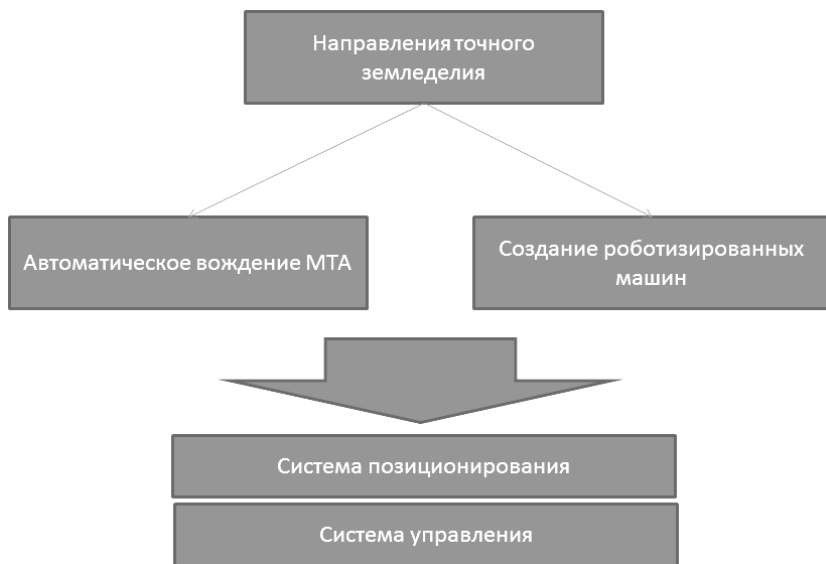 Направления точного
земледелия
Автоматическое вождение МТА
Создание роботизированных
машин
Система позиционирования
Система управления